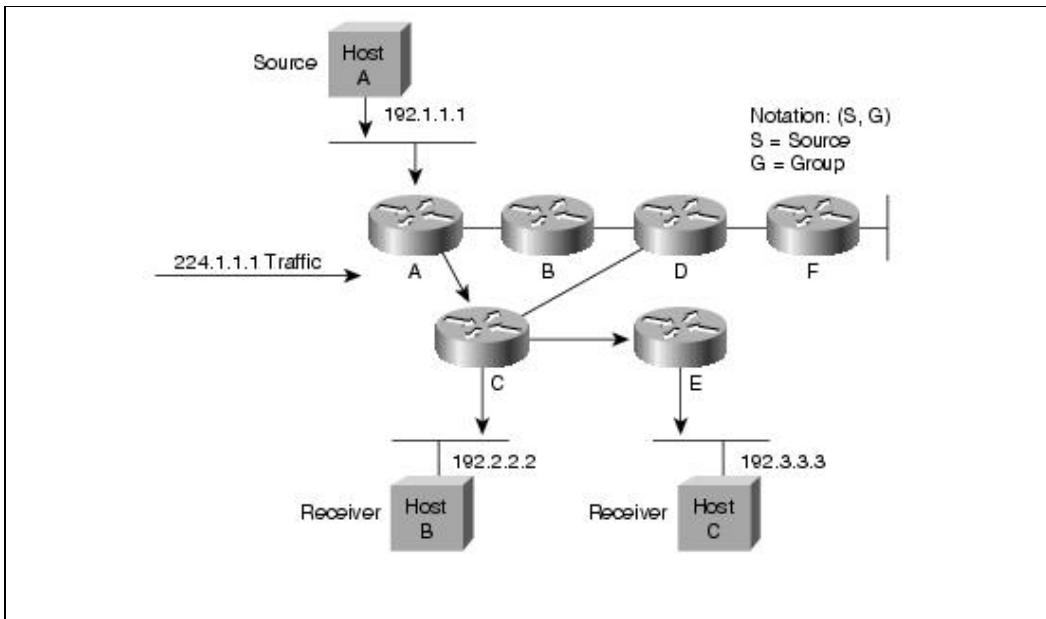 Source
Host
A
192.1.1.1
Notation: (S, G)
S = Source
G = Group
A
B
D
F
224.1.1.1 Traffic
C
E
192.2.2.2
192.3.3.3
Receiver
Host
B
Receiver
Host
C